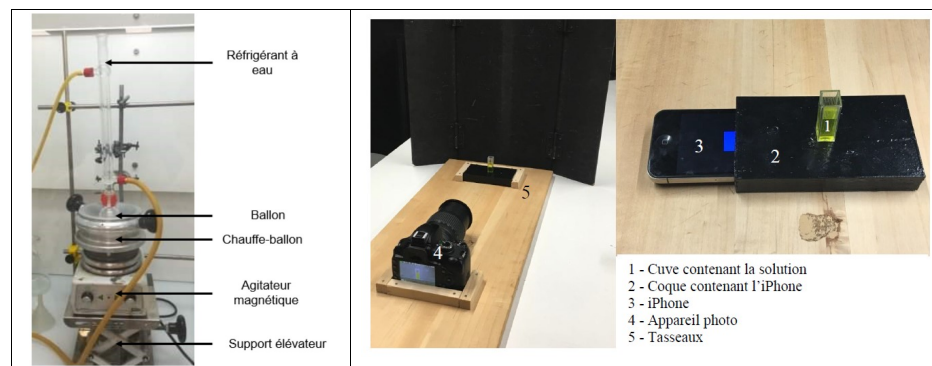 Réfrigérant à
eau
Ballon
Chauffe-ballon
Agitateur
magnétique
Support élévateur
4
5
3
2
1
1 - Cuve contenant la solution
2 - Coque contenant l'iPhone
3 - iPhone
4 - Appareil photo
5 - Tasseaux